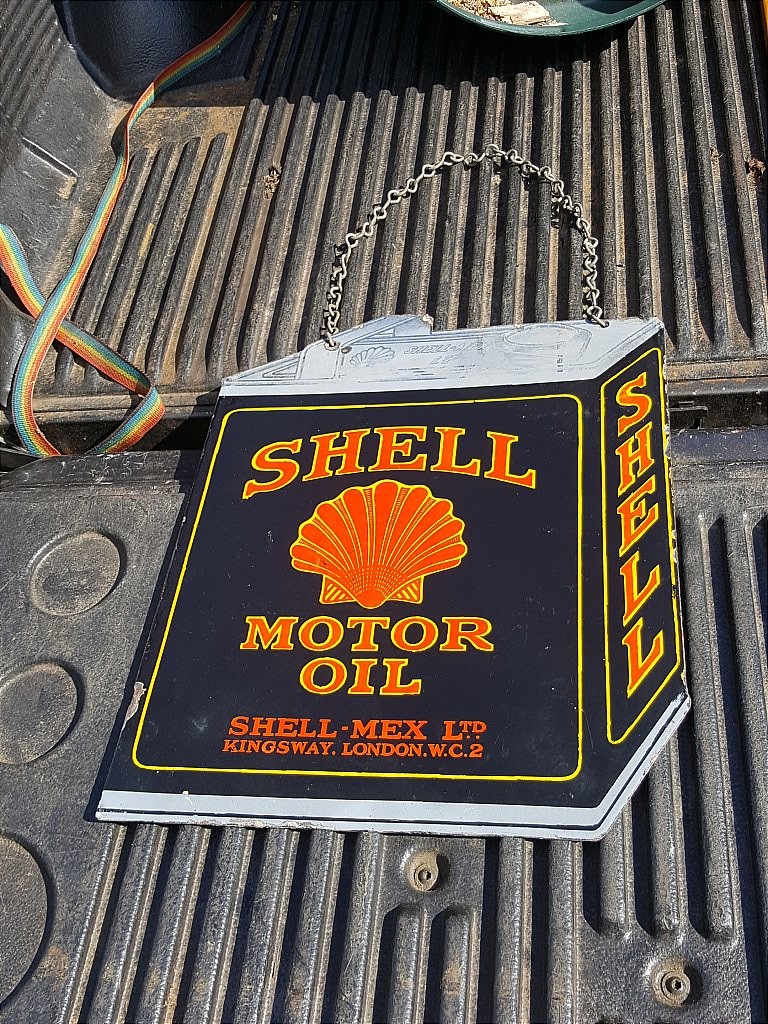 SHELL
MOTOR
OIL
SHELL-MEX LTD
KINGSWAY, LONDON, W.C.2
SHELL